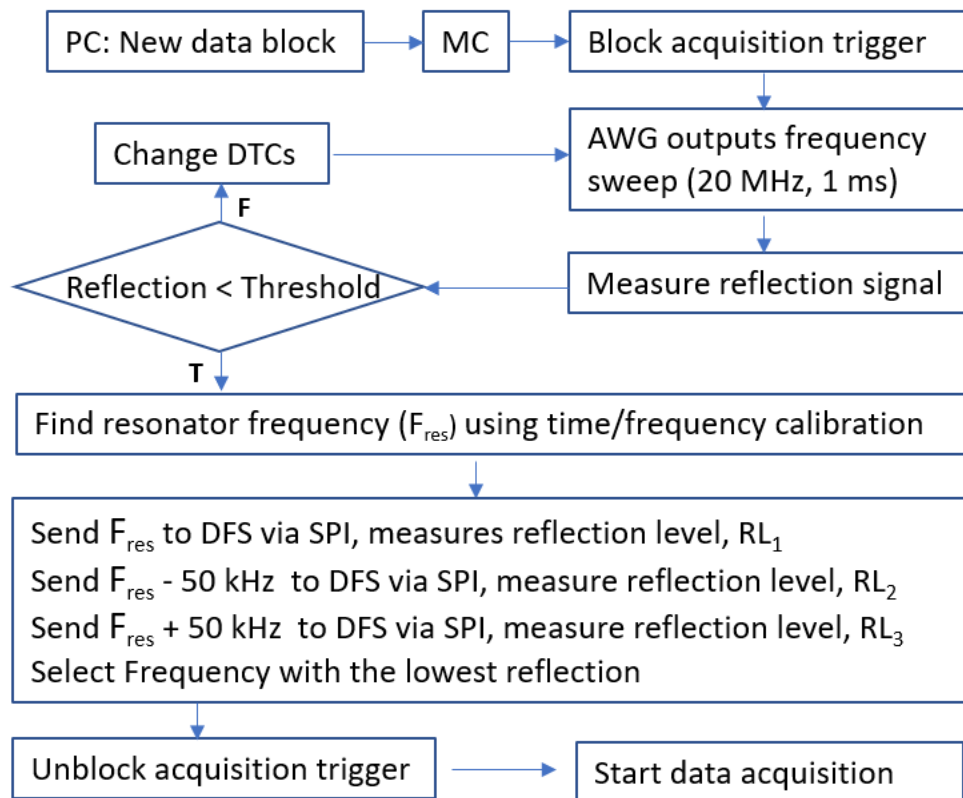 PC: New data block
MC
Block acquisition trigger
Change DTCs
AWG outputs frequency
sweep (20 MHz, 1 ms)
F
Reflection < Threshold
Measure reflection signal
T
Find resonator frequency (Fres) using time/frequency calibration
Send Fres to DFS via SPI, measures reflection level, RL1
Send Fres - 50 kHz to DFS via SPI, measure reflection level, RL2
Send Fres + 50 kHz to DFS via SPI, measure reflection level, RL3
Select Frequency with the lowest reflection
Unblock acquisition trigger
Start data acquisition